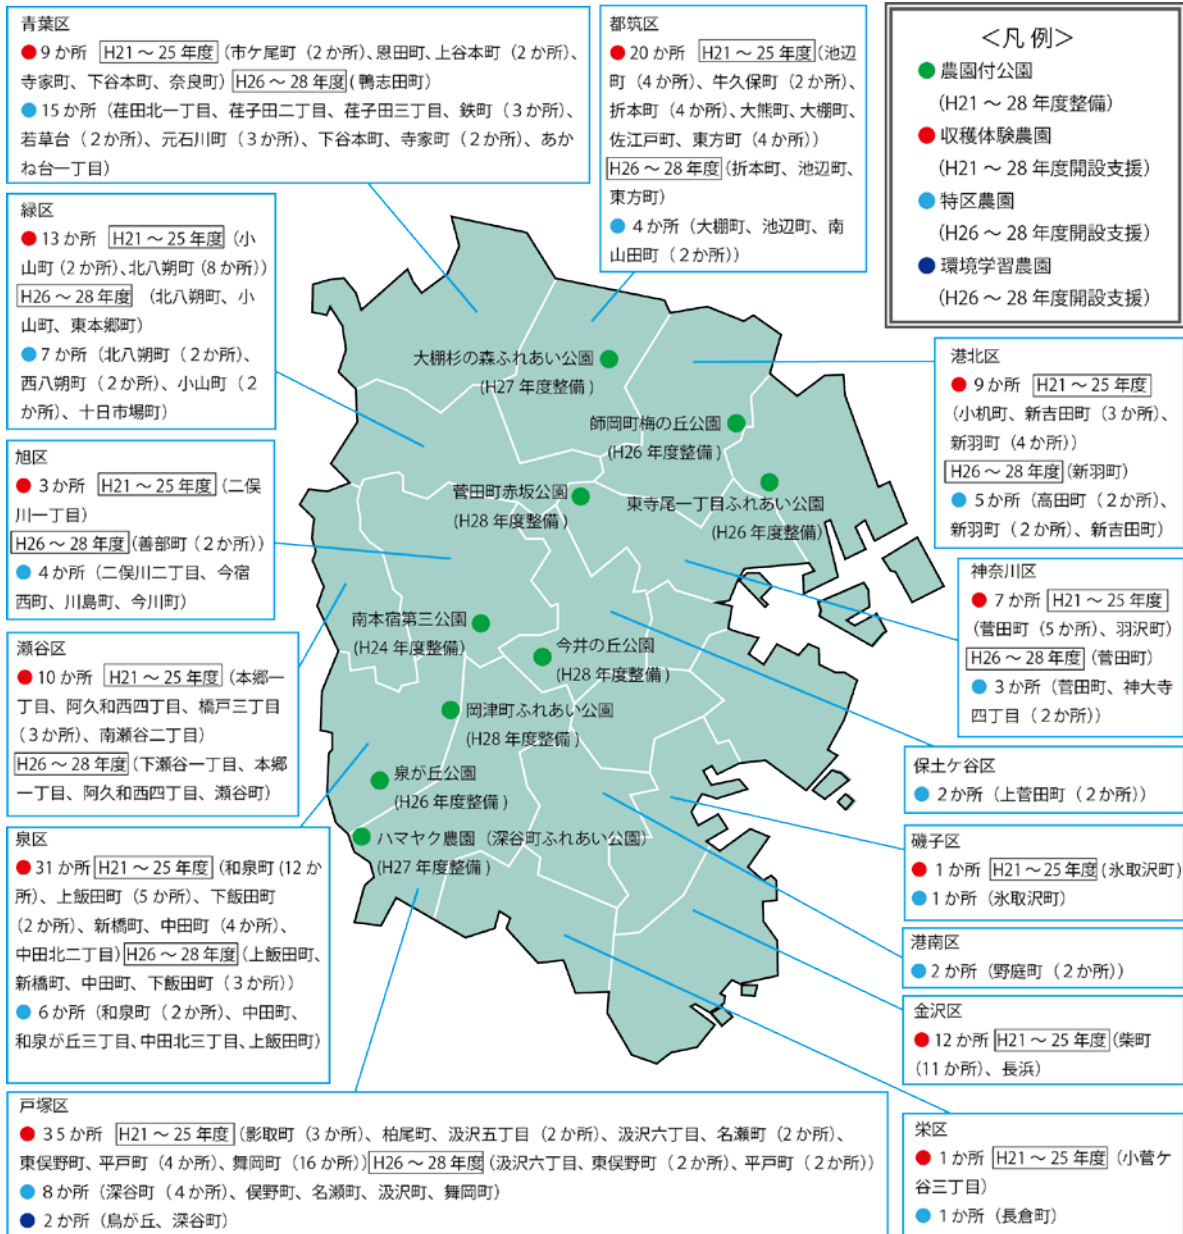 青葉区
●9か所 H21～25年度(市ケ尾町(2か所)、恩田町、上谷本町(2か所)、
寺家町、下谷本町、奈良町) H26～28年度(鴨志田町)
●15か所(荏田北一丁目、荏子田二丁目、荏子田三丁目、鉄町(3か所)、
若草台(2か所)、元石川町(3か所)、下谷本町、寺家町(2か所)、あか
ね台一丁目)
都筑区
●20か所 H21～25年度(池辺
町(4か所)、牛久保町(2か所)、
折本町(4か所)、大熊町、大棚町、
佐江戸町、東方町(4か所))
H26～28年度(折本町、池辺町、
東方町)
●4か所(大棚町、池辺町、南
山田町(2か所))
＜凡例＞
●農園付公園
(H21～28年度整備)
●収穫体験農園
(H21～28年度開設支援)
●特区農園
(H26～28年度開設支援)
●環境学習農園
(H26～28年度開設支援)
緑区
●13か所 H21～25年度(小
山町(2か所)、北八朔町(8か所))
H26～28年度(北八朔町、小
山町、東本郷町)
●7か所(北八朔町(2か所)、
西八朔町(2か所)、小山町(2
か所)、十日市場町)
旭区
●3か所 H21～25年度(二俣
川一丁目)
H26～28年度(善部町(2か所))
●4か所(二俣川二丁目、今宿
西町、川島町、今川町)
瀬谷区
●10か所 H21～25年度(本郷一
丁目、阿久和西四丁目、橋戸三丁目
(3か所)、南瀬谷二丁目)
H26～28年度(下瀬谷一丁目、本郷
一丁目、阿久和西四丁目、瀬谷町)
泉区
●31か所 H21～25年度(和泉町(12か
所)、上飯田町(5か所)、下飯田町
(2か所)、新橋町、中田町(4か所)、
中田北二丁目) H26～28年度(上飯田町、
新橋町、中田町、下飯田町(3か所))
●6か所(和泉町(2か所)、中田町、
和泉が丘三丁目、中田北三丁目、上飯田町)
大棚杉の森ふれあい公園
(H27年度整備)
師岡町梅の丘公園
(H26年度整備)
菅田町赤坂公園
(H28年度整備)
東寺尾一丁目ふれあい公園
(H26年度整備)
南本宿第三公園
(H24年度整備)
今井の丘公園
(H28年度整備)
岡津町ふれあい公園
(H28年度整備)
泉が丘公園
(H26年度整備)
ハマヤク農園(深谷町ふれあい公園)
(H27年度整備)
港北区
●9か所 H21～25年度
(小机町、新吉田町(3か所)、
新羽町(4か所))
H26～28年度(新羽町)
●5か所(高田町(2か所)、
新羽町(2か所)、新吉田町)
神奈川区
●7か所 H21～25年度
(菅田町(5か所)、羽沢町)
H26～28年度(菅田町)
●3か所(菅田町、神大寺
四丁目(2か所))
保土ケ谷区
●2か所(上菅田町(2か所))
磯子区
●1か所 H21～25年度(氷取沢町)
●1か所(氷取沢町)
港南区
●2か所(野庭町(2か所))
金沢区
●12か所 H21～25年度(柴町
(11か所)、長浜)
戸塚区
●35か所 H21～25年度(影取町(3か所)、柏尾町、汲沢五丁目(2か所)、汲沢六丁目、名瀬町(2か所)、
東俣野町、平戸町(4か所)、舞岡町(16か所)) H26～28年度(汲沢六丁目、東俣野町(2か所)、平戸町(2か所))
●8か所(深谷町(4か所)、俣野町、名瀬町、汲沢町、舞岡町)
●2か所(鳥が丘、深谷町)
栄区
●1か所 H21～25年度(小菅ケ
谷三丁目)
●1か所(長倉町)